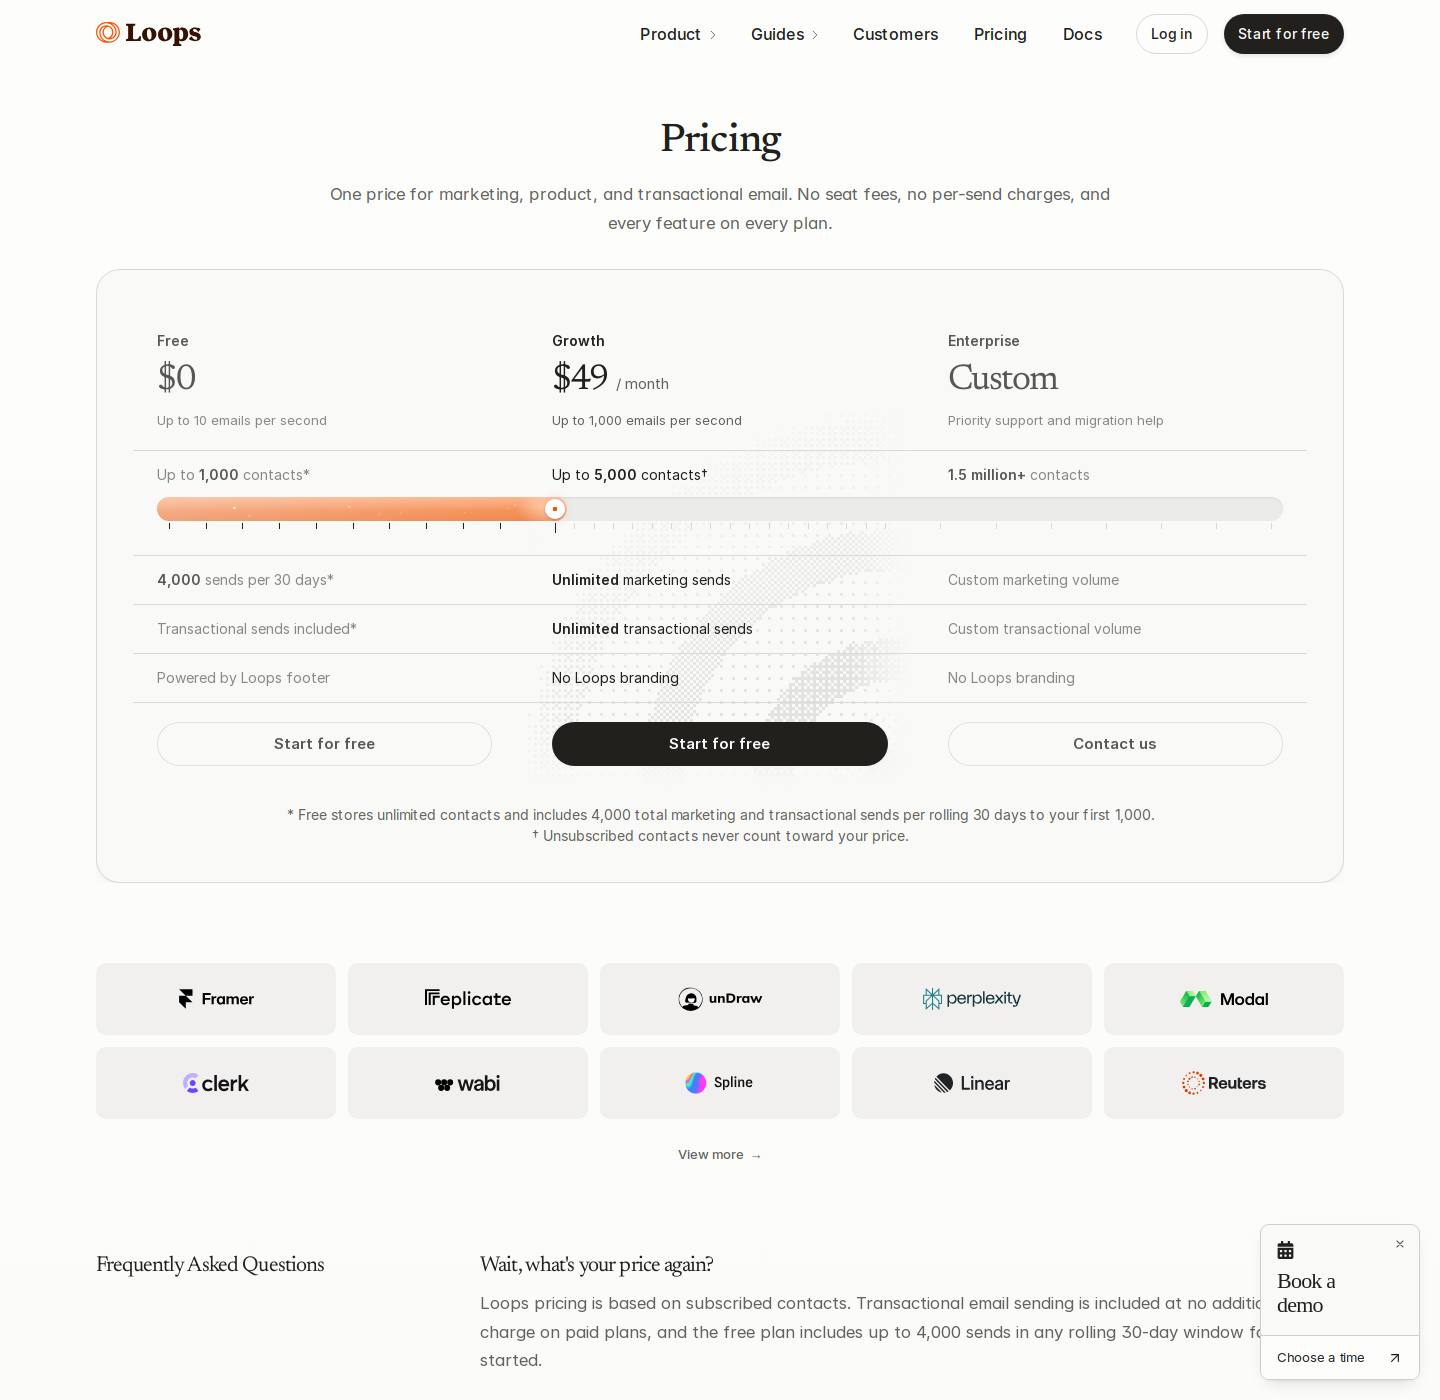 Loops
Product
Guides
Customers
Pricing
Docs
Log in
Start for free
Pricing
One price for marketing, product, and transactional email. No seat fees, no per-send charges, and
every feature on every plan.
Free
Growth
Enterprise
$0
$49 / month
Custom
Up to 10 emails per second
Up to 1,000 emails per second
Priority support and migration help
Up to 1,000 contacts*
Up to 5,000 contacts†
1.5 million+ contacts
4,000 sends per 30 days*
Unlimited marketing sends
Custom marketing volume
Transactional sends included*
Unlimited transactional sends
Custom transactional volume
Powered by Loops footer
No Loops branding
No Loops branding
Start for free
Start for free
Contact us
* Free stores unlimited contacts and includes 4,000 total marketing and transactional sends per rolling 30 days to your first 1,000.
† Unsubscribed contacts never count toward your price.
Framer
Replicate
unDraw
perplexity
Modal
clerk
wabi
Spline
Linear
Reuters
View more →
Frequently Asked Questions
Wait, what's your price again?
Loops pricing is based on subscribed contacts. Transactional email sending is included at no
charge on paid plans, and the free plan includes up to 4,000 sends in any rolling 30-day window
started.
Book a
demo
Choose a time